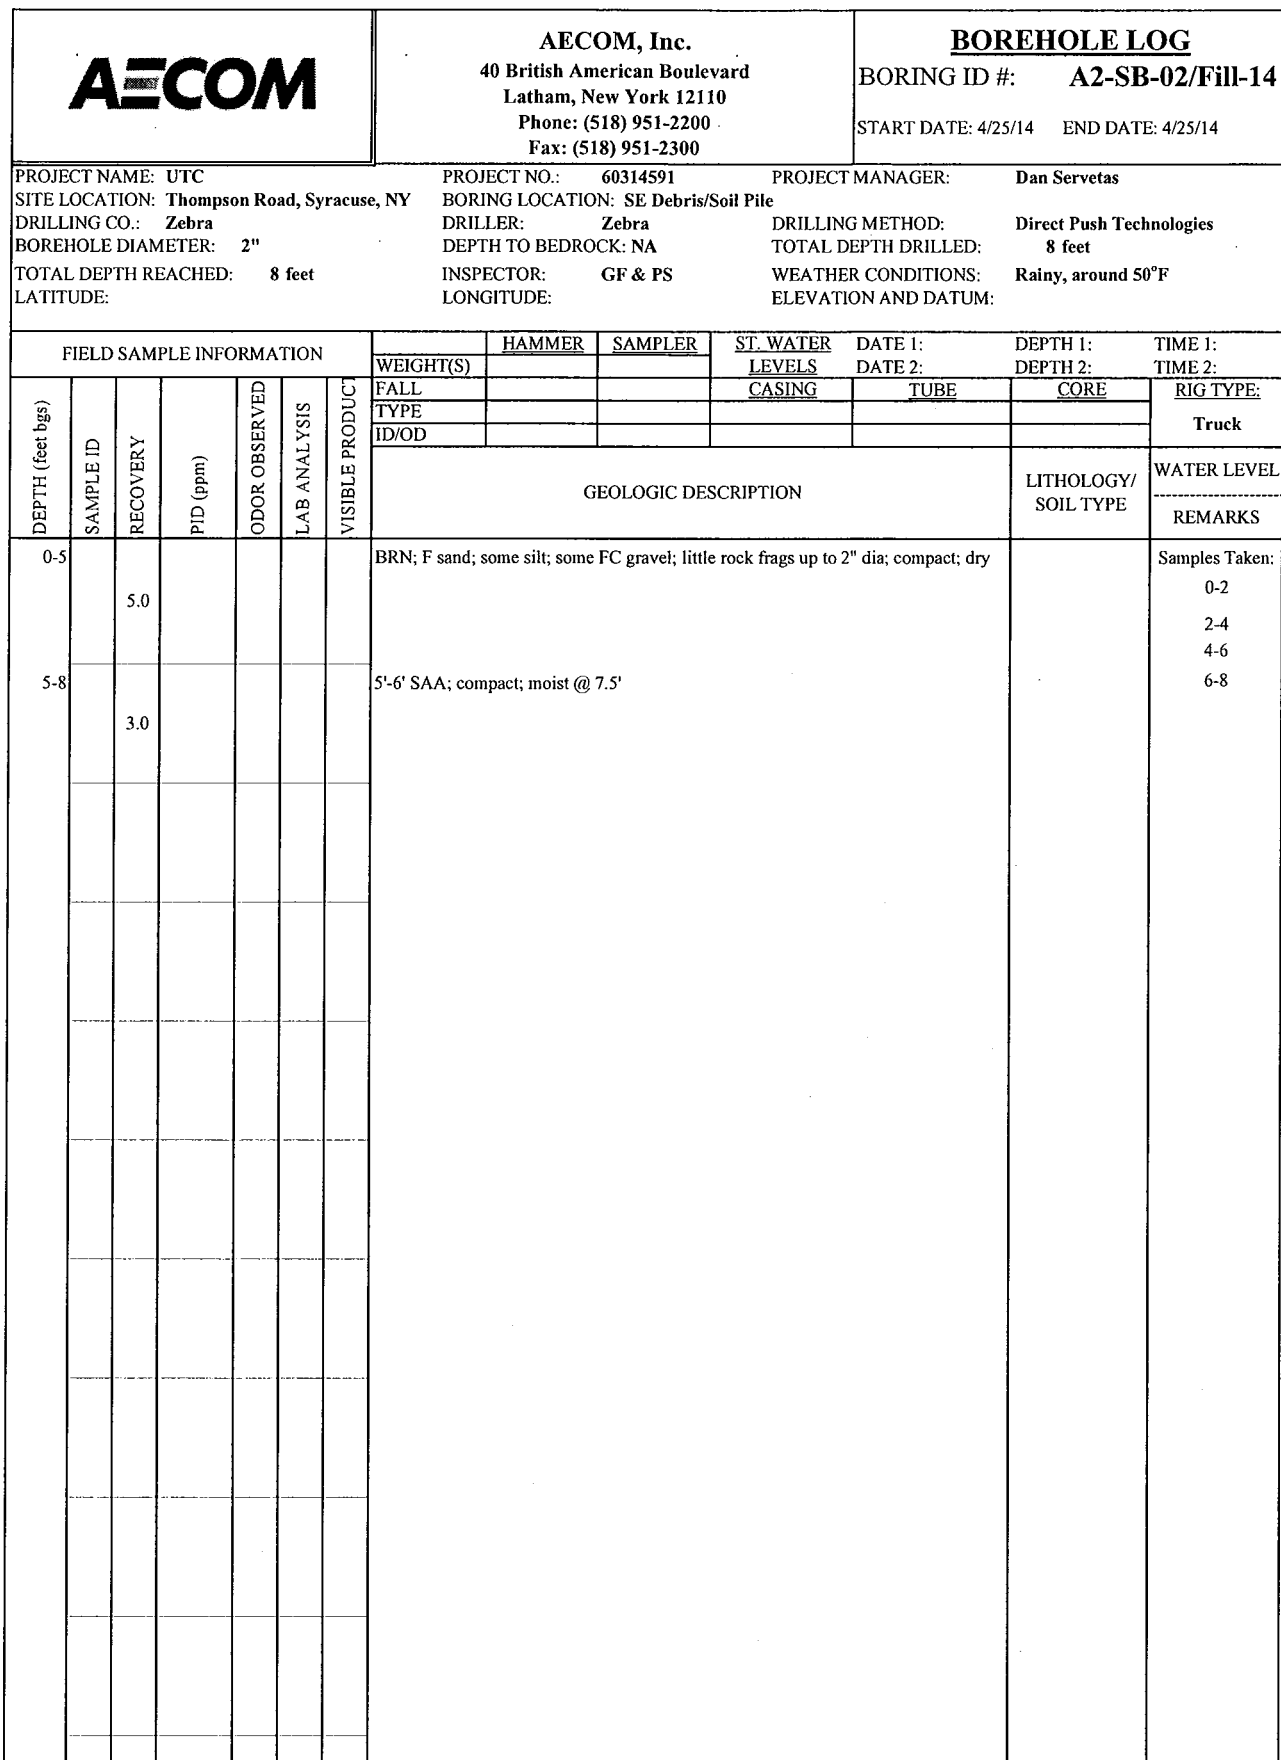 AECOM
AECOM, Inc.
40 British American Boulevard
Latham, New York 12110
Phone: (518) 951-2200
Fax: (518) 951-2300
BOREHOLE LOG
BORING ID #: A2-SB-02/Fill-14
START DATE: 4/25/14 END DATE: 4/25/14
PROJECT NAME: UTC PROJECT NO.: 60314591 PROJECT MANAGER: Dan Servetas
SITE LOCATION: Thompson Road, Syracuse, NY BORING LOCATION: SE Debris/Soil Pile
DRILLING CO.: Zebra DRILLER: Zebra DRILLING METHOD: Direct Push Technologies
BOREHOLE DIAMETER: 2" DEPTH TO BEDROCK: NA TOTAL DEPTH DRILLED: 8 feet
TOTAL DEPTH REACHED: 8 feet INSPECTOR: GF & PS WEATHER CONDITIONS: Rainy, around 50°F
LATITUDE: LONGITUDE: ELEVATION AND DATUM:
FIELD SAMPLE INFORMATION HAMMER SAMPLER ST. WATER DATE 1: DEPTH 1: TIME 1:
WEIGHT(S) LEVELS DATE 2: DEPTH 2: TIME 2:
FALL CASING TUBE CORE RIG TYPE:
TYPE
Truck
ID/OD
DEPTH (feet bgs)
SAMPLE ID
RECOVERY
PID (ppm)
ODOR OBSERVED
LAB ANALYSIS
VISIBLE PRODUCT
GEOLOGIC DESCRIPTION
LITHOLOGY/
SOIL TYPE
WATER LEVEL
REMARKS
0-5 BRN; F sand; some silt; some FC gravel; little rock frags up to 2" dia; compact; dry Samples Taken:
5.0 0-2
2-4
4-6
5-8 5'-6' SAA; compact; moist @ 7.5' 6-8
3.0